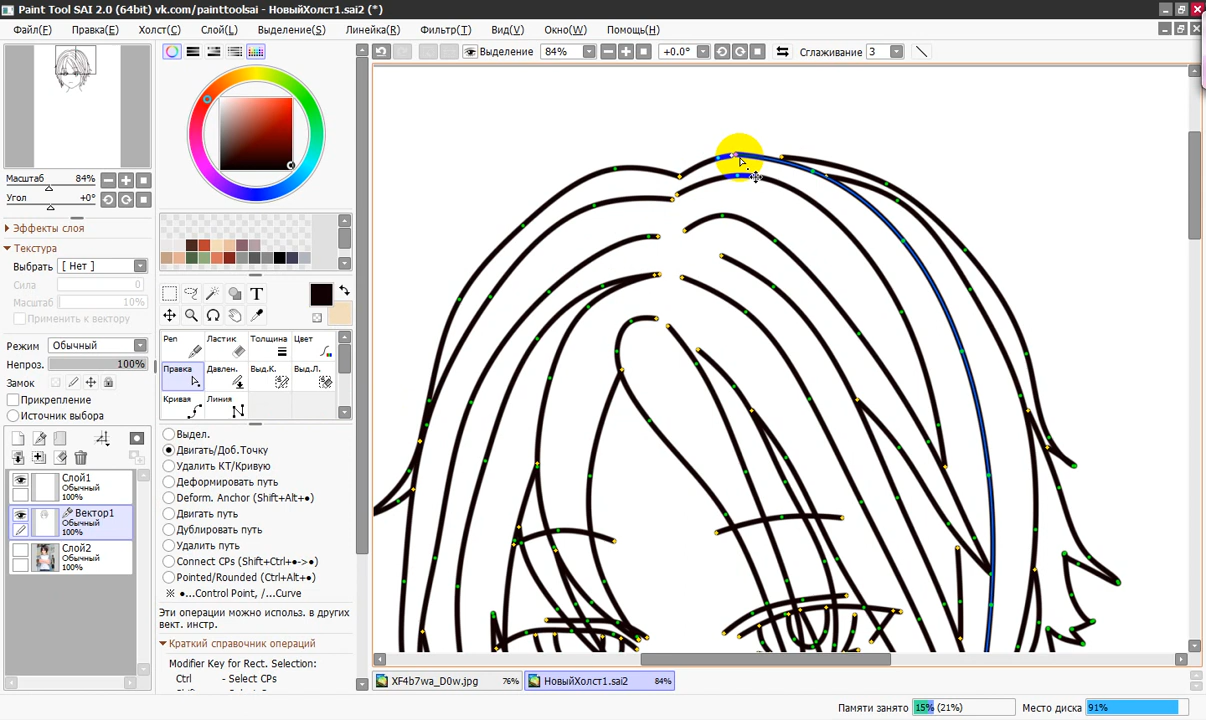 Paint Tool SAI 2.0 (64bit) vk.com/painttoolsai - НовыйХолст1.sai2 (*)
Файл(F) Правка(E) Холст(C) Слой(L) Выделение(S) Линейка(R) Фильтр(T) Вид(V) Окно(W) Помощь(H)
Выделение 84% +0.0° Сглаживание 3
Масштаб 84%
Угол +0°
Эффекты слоя
Текстура
Выбрать [ Нет ]
Сила 0
Масштаб 10%
Применить к вектору
Режим Обычный
Непроз. 100%
Замок
Прикрепление
Источник выбора
Слой1
Обычный
100%
Вектор1
Обычный
100%
Слой2
Обычный
100%
T
Pen Ластик Толщина Цвет
Правка Давлен. Выд.К. Выд.Л.
Кривая Линия
Выдел.
Двигать/Доб.Точку
Удалить КТ/Кривую
Деформить путь
Deform. Anchor (Shift+Alt+●)
Двигать путь
Дублировать путь
Удалить путь
Connect CPs (Shift+Ctrl+●->●)
Pointed/Rounded (Ctrl+Alt+●)
※ ●...Control Point, /...Curve
Эти операции можно использ. в других
вект. инстр.
Краткий справочник операций
Modifier Key for Rect. Selection:
Ctrl - Select CPs
XF4b7wa_D0w.jpg 76% НовыйХолст1.sai2 84%
Памяти занято 15% (21%) Место диска 91%